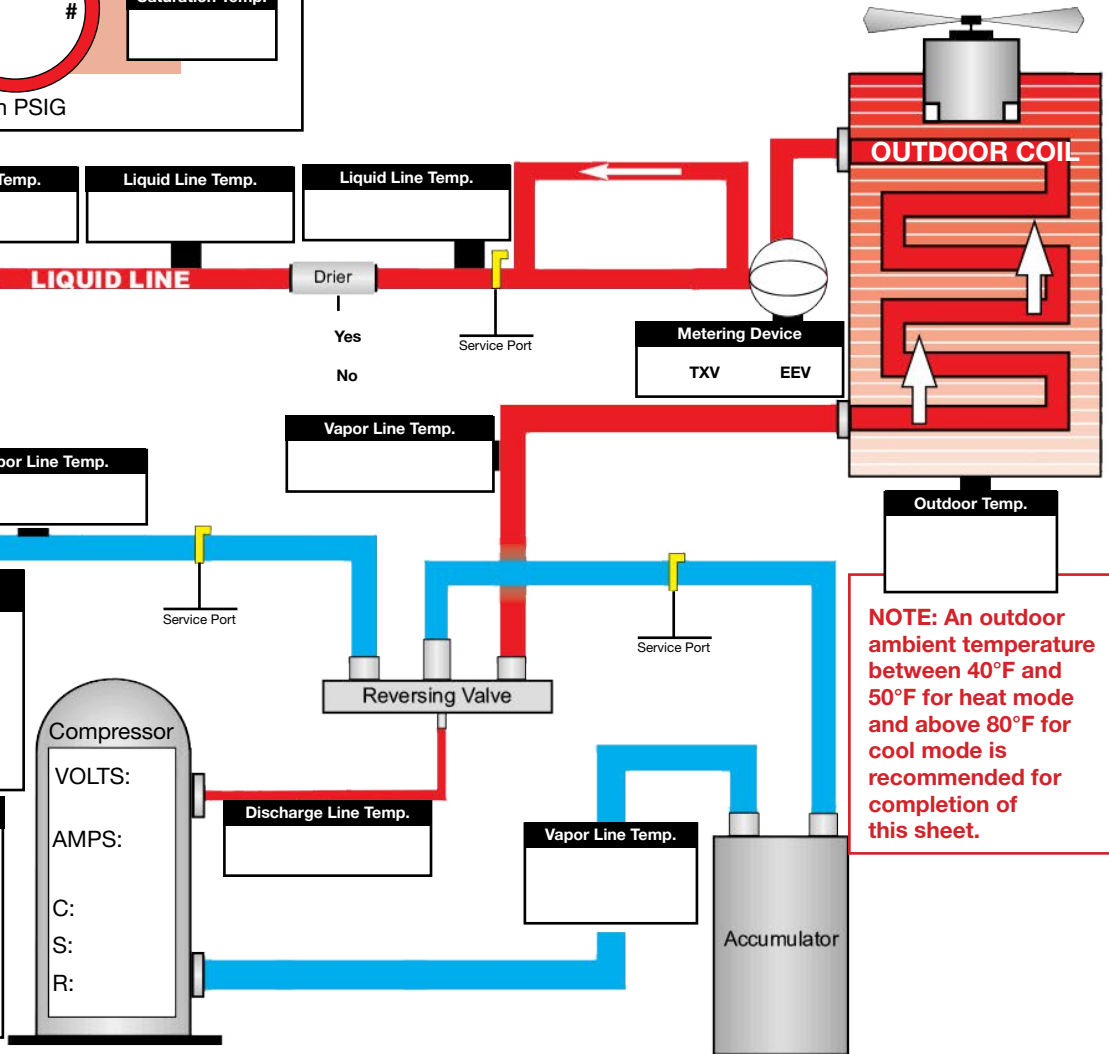 #
PSIG
OUTDOOR COIL
Temp.
Liquid Line Temp.
Liquid Line Temp.
LIQUID LINE
Drier
Yes
No
Service Port
Metering Device
TXV EEV
Vapor Line Temp.
Line Temp.
Outdoor Temp.
Service Port
Service Port
NOTE: An outdoor
ambient temperature
between 40°F and
50°F for heat mode
and above 80°F for
cool mode is
recommended for
completion of
this sheet.
Reversing Valve
Compressor
VOLTS:
AMPS:
C:
S:
R:
Discharge Line Temp.
Vapor Line Temp.
Accumulator